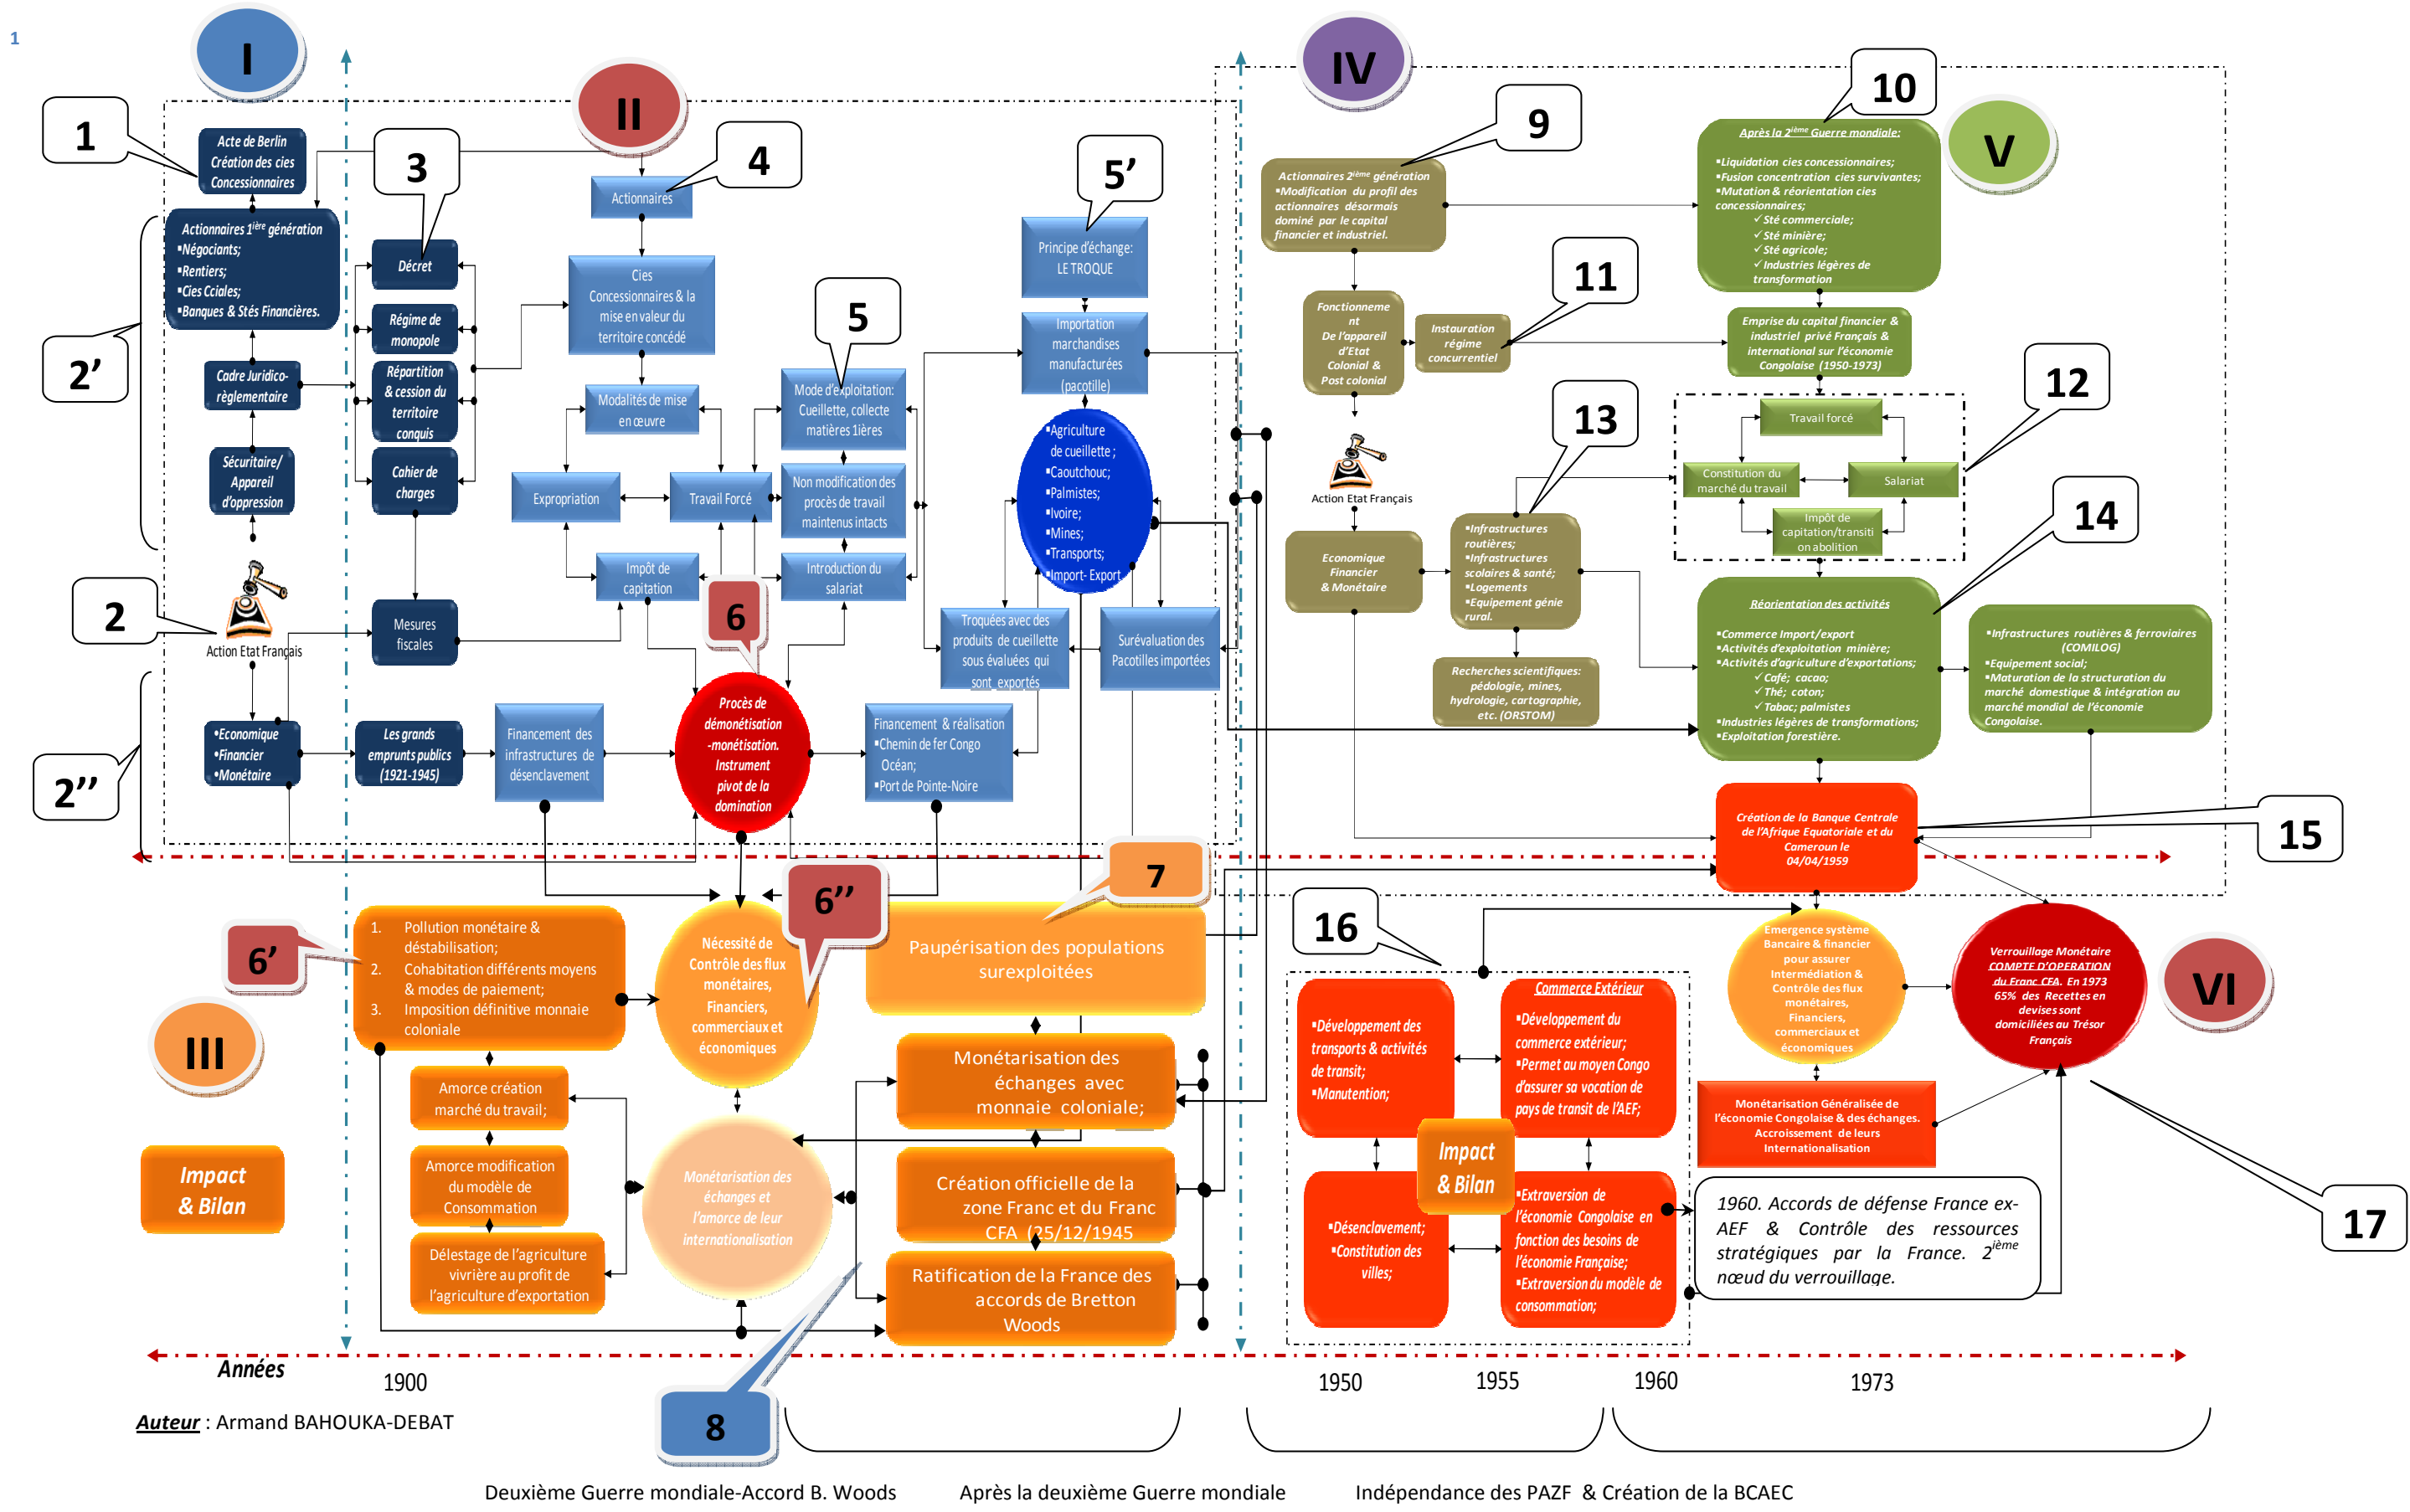 1
I
II
IV
V
1
3
4
5'
9
10
Acte de Berlin
Création des cies
Concessionnaires
Actionnaires 1ière génération
▪Négociants;
▪Rentiers;
▪Cies Cciales;
▪Banques & Stés Financières.
2'
Cadre Juridico-
règlementaire
Sécuritaire/
Appareil
d'oppression
2
Action Etat Français
2''
▪Economique
▪Financier
▪Monétaire
Décret
Régime de
monopole
Répartition
& cession du
territoire
conquis
Cahier de
charges
Mesures
fiscales
Les grands
emprunts publics
(1921-1945)
Actionnaires
Cies
Concessionnaires & la
mise en valeur du
territoire concédé
Modalités de mise
en œuvre
Expropriation
Travail Forcé
Impôt de
capitation
5
Mode d'exploitation:
Cueillette, collecte
matières 1ières
Non modification des
procès de travail
maintenus intacts
Introduction du
salariat
6
Financement des
infrastructures de
désenclavement
Procès de
démonétisation
-monétisation.
Instrument
pivot de la
domination
Financement & réalisation
▪Chemin de fer Congo
Océan;
▪Port de Pointe-Noire
Principe d'échange:
LE TROQUE
Importation
marchandises
manufacturées
(pacotille)
▪Agriculture
de cueillette ;
▪Caoutchouc;
▪Palmistes;
▪Ivoire;
▪Mines;
▪Transports;
▪Import- Export
Troquées avec des
produits de cueillette
sous évaluées qui
sont exportés
Surévaluation des
Pacotilles importées
Actionnaires 2ième génération
▪Modification du profil des
actionnaires désormais
dominé par le capital
financier et industriel.
Fonctionneme
nt
De l'appareil
d'Etat
Colonial &
Post colonial
11
Instauration
régime
concurrentiel
Action Etat Français
Economique
Financier
& Monétaire
13
▪Infrastructures
routières;
▪Infrastructures
scolaires & santé;
▪Logements
▪Equipement génie
rural.
Recherches scientifiques:
pédologie, mines,
hydrologie, cartographie,
etc. (ORSTOM)
Après la 2ième Guerre mondiale:
▪Liquidation cies concessionnaires;
▪Fusion concentration cies survivantes;
▪Mutation & réorientation cies
concessionnaires;
✓Sté commerciale;
✓Sté minière;
✓Sté agricole;
✓Industries légères de
transformation
Emprise du capital financier &
industriel privé Français &
international sur l'économie
Congolaise (1950-1973)
12
Travail forcé
Constitution du
marché du travail
Salariat
Impôt de
capitation/transiti
on abolition
14
Réorientation des activités
▪Commerce Import/export
▪Activités d'exploitation minière;
▪Activités d'agriculture d'exportations;
✓Café; cacao;
✓Thé; coton;
✓Tabac; palmistes
▪Industries légères de transformations;
▪Exploitation forestière.
▪Infrastructures routières & ferroviaires
(COMILOG)
▪Equipement social;
▪Maturation de la structuration du
marché domestique & intégration au
marché mondial de l'économie
Congolaise.
Création de la Banque Centrale
de l'Afrique Equatoriale et du
Cameroun le
04/04/1959
15
6'
III
Impact
& Bilan
1. Pollution monétaire &
déstabilisation;
2. Cohabitation différents moyens
& modes de paiement;
3. Imposition définitive monnaie
coloniale
Amorce création
marché du travail;
Amorce modification
du modèle de
Consommation
Délestage de l'agriculture
vivrière au profit de
l'agriculture d'exportation
6''
Nécessité de
Contrôle des flux
monétaires,
Financiers,
commerciaux et
économiques
Monétarisation des
échanges et
l'amorce de leur
internationalisation
7
Paupérisation des populations
surexploitées
Monétarisation des
échanges avec
monnaie coloniale;
Création officielle de la
zone Franc et du Franc
CFA (25/12/1945
Ratification de la France des
accords de Bretton
Woods
8
16
▪Développement des
transports & activités
de transit;
▪Manutention;
Commerce Extérieur
▪Développement du
commerce extérieur;
▪Permet au moyen Congo
d'assurer sa vocation de
pays de transit de l'AEF;
Impact
& Bilan
▪Désenclavement;
▪Constitution des
villes;
▪Extraversion de
l'économie Congolaise en
fonction des besoins de
l'économie Française;
▪Extraversion du modèle de
consommation;
Emergence système
Bancaire & financier
pour assurer
Intermédiation &
Contrôle des flux
monétaires,
Financiers,
commerciaux et
économiques
Verrouillage Monétaire
COMPTE D'OPERATION
du Franc CFA. En 1973
65% des Recettes en
devises sont
domiciliées au Trésor
Français
VI
Monétarisation Généralisée de
l'économie Congolaise & des échanges.
Accroissement de leurs
Internationalisation
1960. Accords de défense France ex-
AEF & Contrôle des ressources
stratégiques par la France. 2ième
nœud du verrouillage.
17
Années
1900
1950
1955
1960
1973
Auteur : Armand BAHOUKA-DEBAT
Deuxième Guerre mondiale-Accord B. Woods
Après la deuxième Guerre mondiale
Indépendance des PAZF & Création de la BCAEC